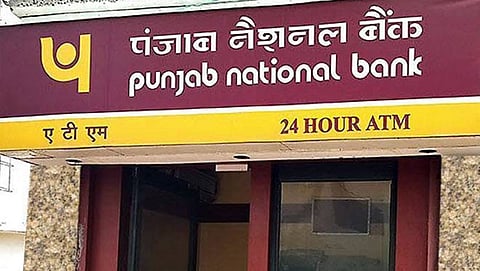 पंजाब नैशनल बैंक
punjab national bank
ए टी एम 24 HOUR ATM